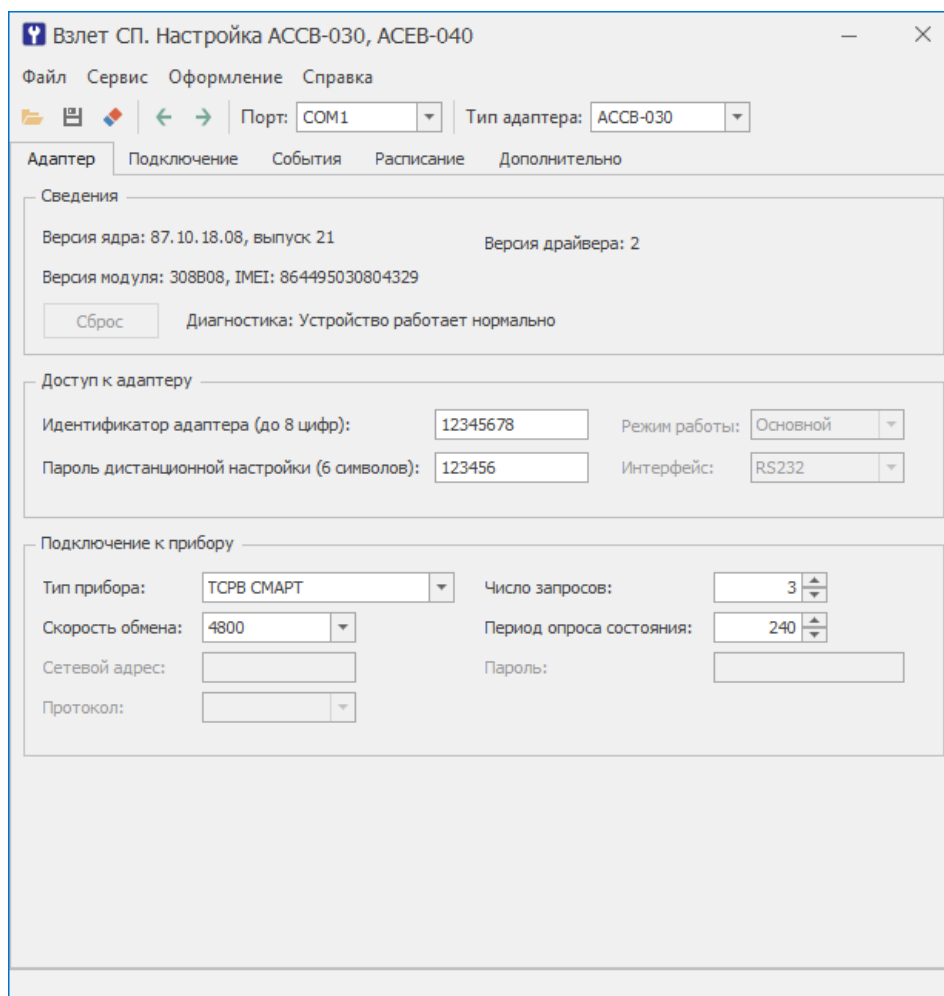 Взлет СП. Настройка АССВ-030, АСЕВ-040
Файл Сервис Оформление Справка
Порт: COM1 Тип адаптера: АССВ-030
Адаптер Подключение События Расписание Дополнительно
Сведения
Версия ядра: 87.10.18.08, выпуск 21 Версия драйвера: 2
Версия модуля: 308B08, IMEI: 864495030804329
Сброс Диагностика: Устройство работает нормально
Доступ к адаптеру
Идентификатор адаптера (до 8 цифр): 12345678 Режим работы: Основной
Пароль дистанционной настройки (6 символов): 123456 Интерфейс: RS232
Подключение к прибору
Тип прибора: ТСРВ СМАРТ Число запросов: 3
Скорость обмена: 4800 Период опроса состояния: 240
Сетевой адрес: Пароль:
Протокол: